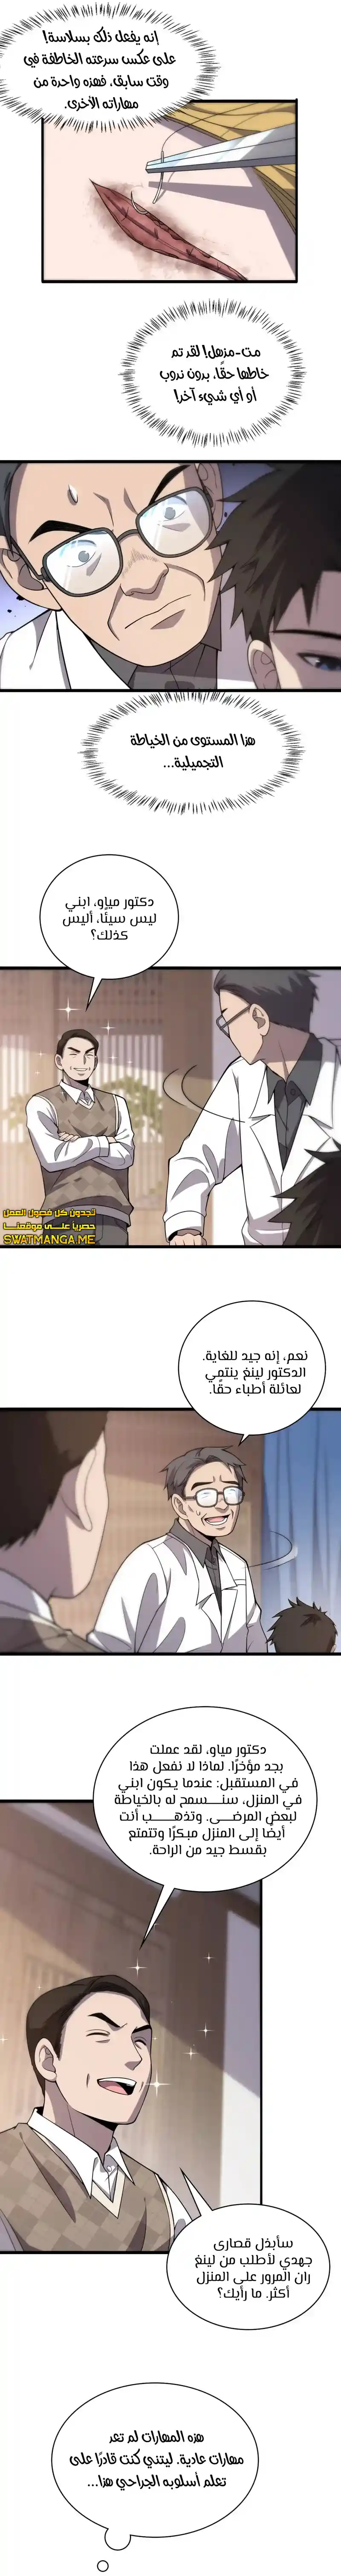 إنه يفعل ذلك بسلاسة!
على عكس سرعته الخاطفة في
وقت سابق، فهذه واحدة من
مهاراته الأخرى.
مت-مذهل! لقد تم
خاطها حقًا، بدون ندوب
أو أي شيء آخر!
هذا المستوى من الخياطة
التجميلية...
دكتور مياو، ابني
ليس سيئًا، أليس
كذلك؟
تجدون كل فصول العمل
حصريا على موقعنا
SWATMANGA.ME
نعم، إنه جيد للغاية.
الدكتور لينغ ينتمي
لعائلة أطباء حقًا.
دكتور مياو، لقد عملت
بجد مؤخرًا. لماذا لا نفعل هذا
في المستقبل: عندما يكون ابني
في المنزل، سنسمح له بالخياطة
لبعض المرضى. وتذهب أنت
أيضًا إلى المنزل مبكرًا وتتمتع
بقسط جيد من الراحة.
سأبذل قصارى
جهدي لأطلب من لينغ
ران المرور على المنزل
أكثر. ما رأيك؟
هذه المهارات لم تعد
مهارات عادية. ليتني كنت قادرًا على
تعلم أسلوبه الجراحي هذا...